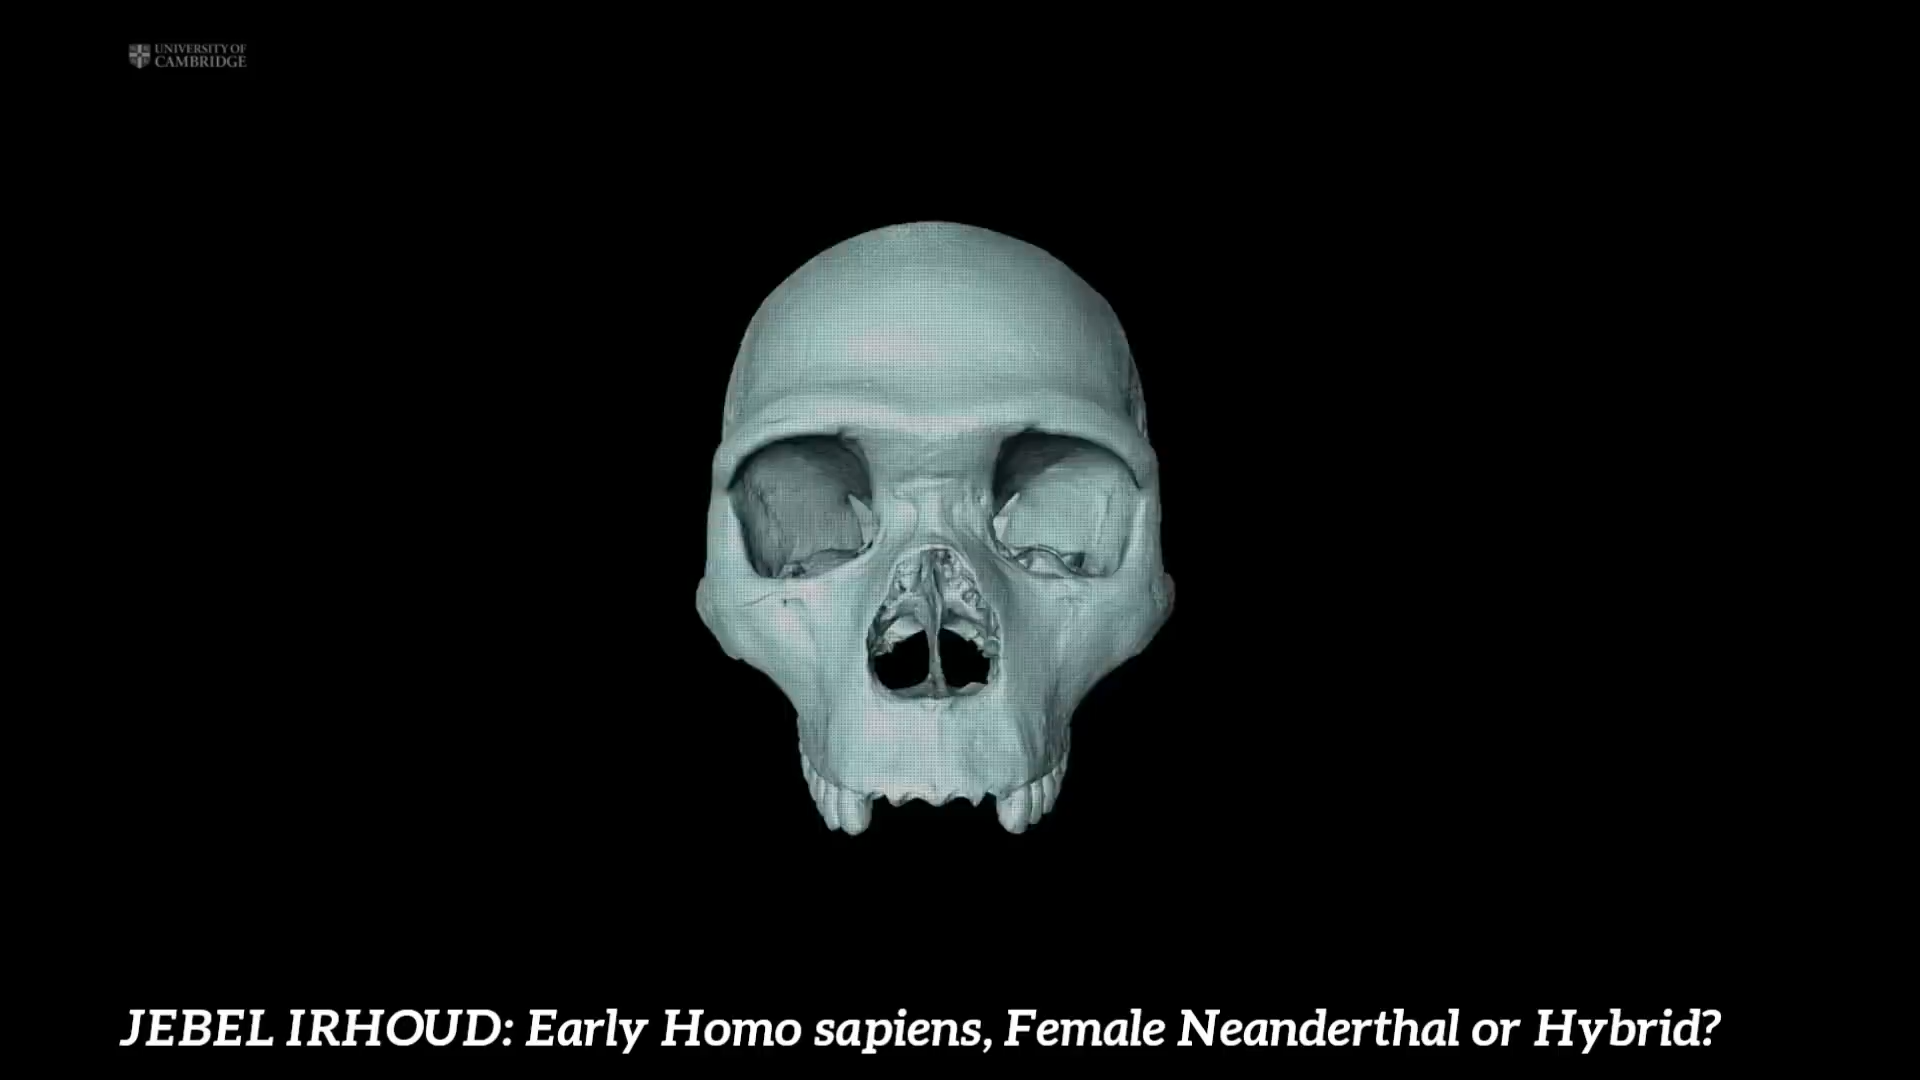 UNIVERSITY OF
CAMBRIDGE
JEBEL IRHOUD: Early Homo sapiens, Female Neanderthal or Hybrid?